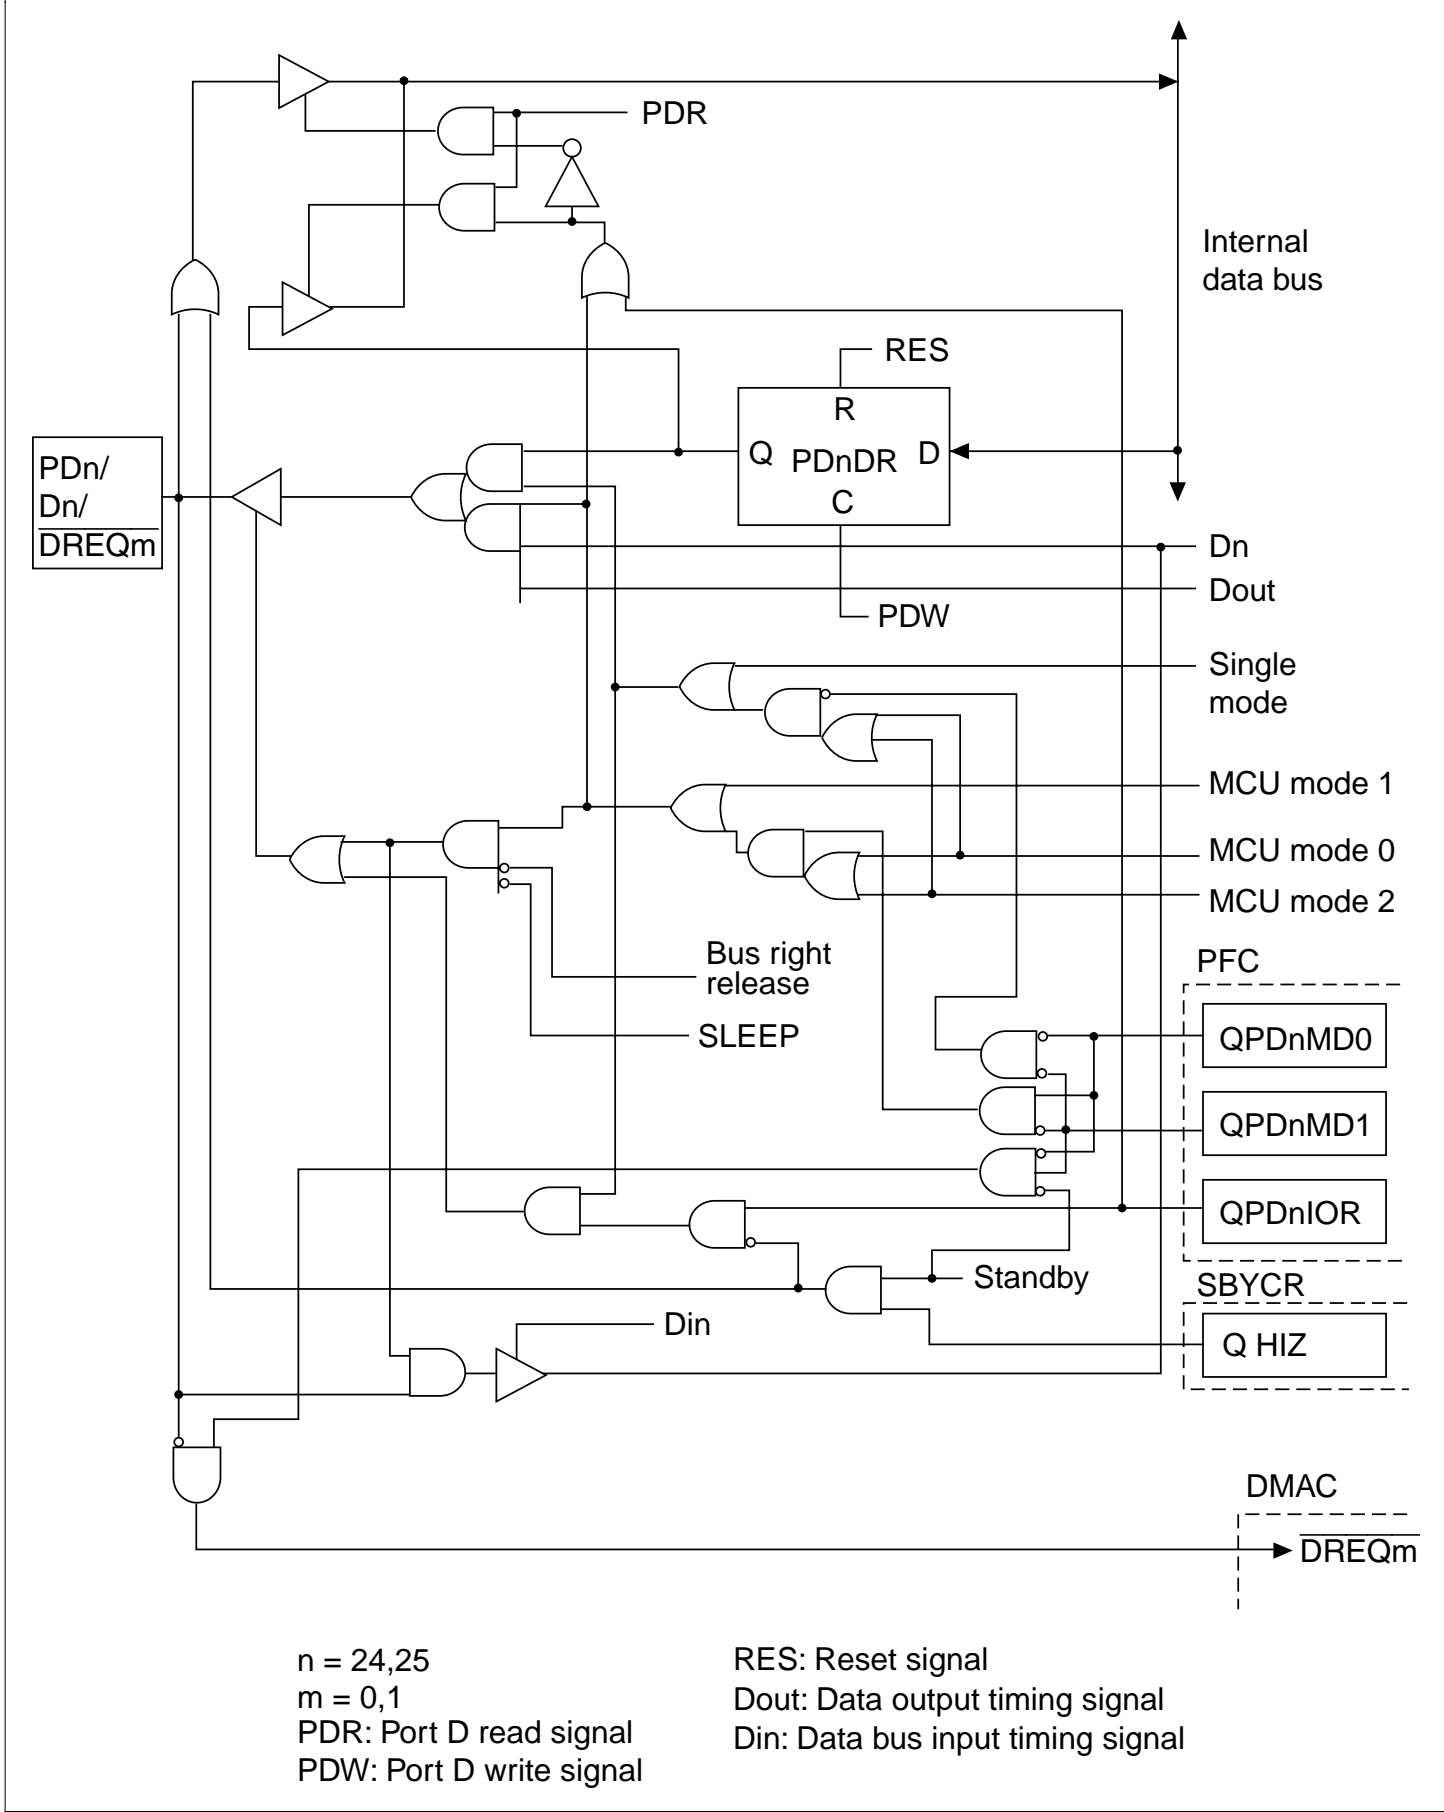 PDR
Internal
data bus
RES
R
Q PDnDR D
C
PDn/
Dn/
DREQm
Dn
Dout
PDW
Single
mode
MCU mode 1
MCU mode 0
MCU mode 2
Bus right
release
SLEEP
PFC
QPDnMD0
QPDnMD1
QPDnIOR
Standby
SBYCR
Q HIZ
Din
DMAC
DREQm
n = 24,25
m = 0,1
PDR: Port D read signal
PDW: Port D write signal
RES: Reset signal
Dout: Data output timing signal
Din: Data bus input timing signal